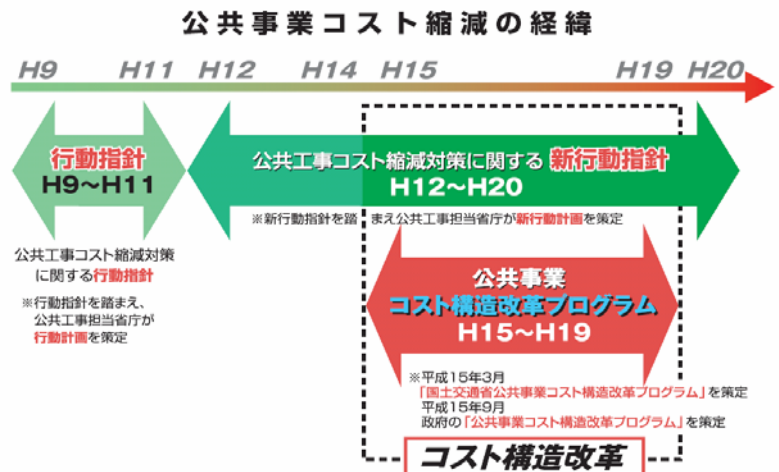 公共事業コスト縮減の経緯
H9 H11 H12 H14 H15 H19 H20
行動指針
H9～H11
公共工事コスト縮減対策に関する 新行動指針
H12～H20
※新行動指針を踏まえ公共工事担当省庁が新行動計画を策定
公共工事コスト縮減対策
に関する行動指針
※行動指針を踏まえ、
公共工事担当省庁が
行動計画を策定
公共事業
コスト構造改革プログラム
H15～H19
※平成15年3月
「国土交通省公共事業コスト構造改革プログラム」を策定
平成15年9月
政府の「公共事業コスト構造改革プログラム」を策定
コスト構造改革